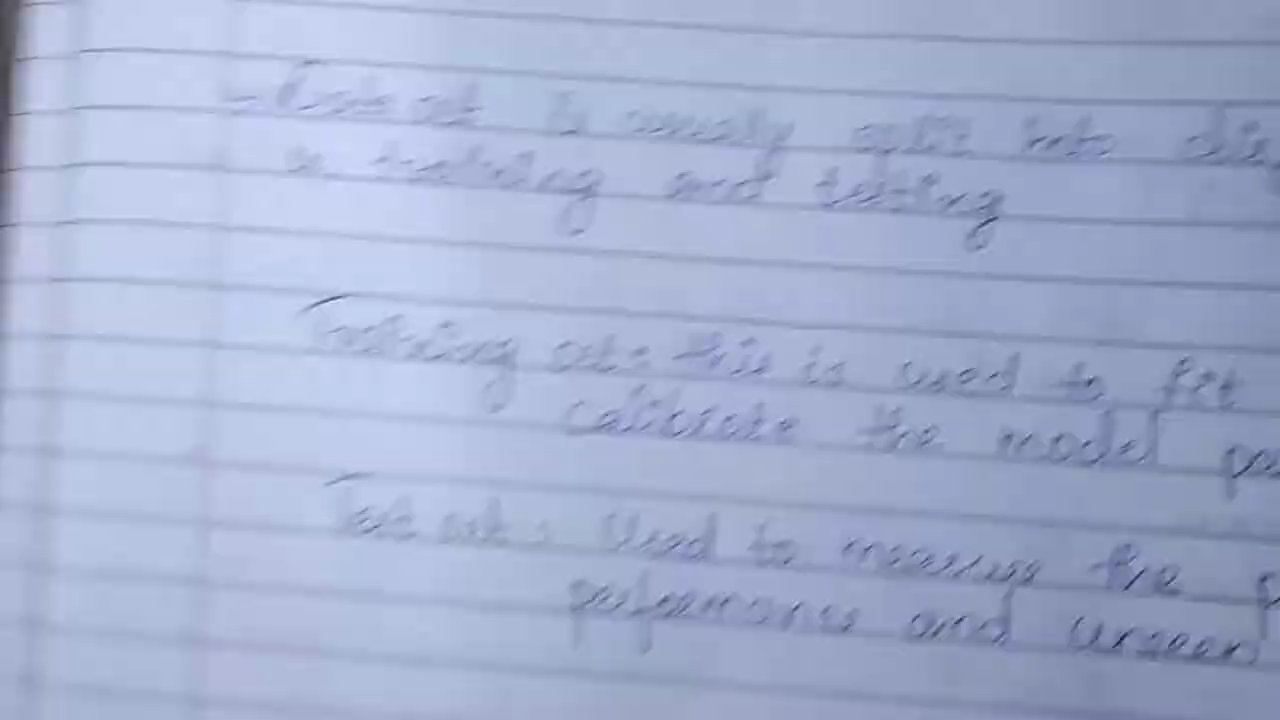 set is usually split into
training and testing
Training set: this is used to fit
calibrate the model
Test set: Used to measure the
performance and unseen